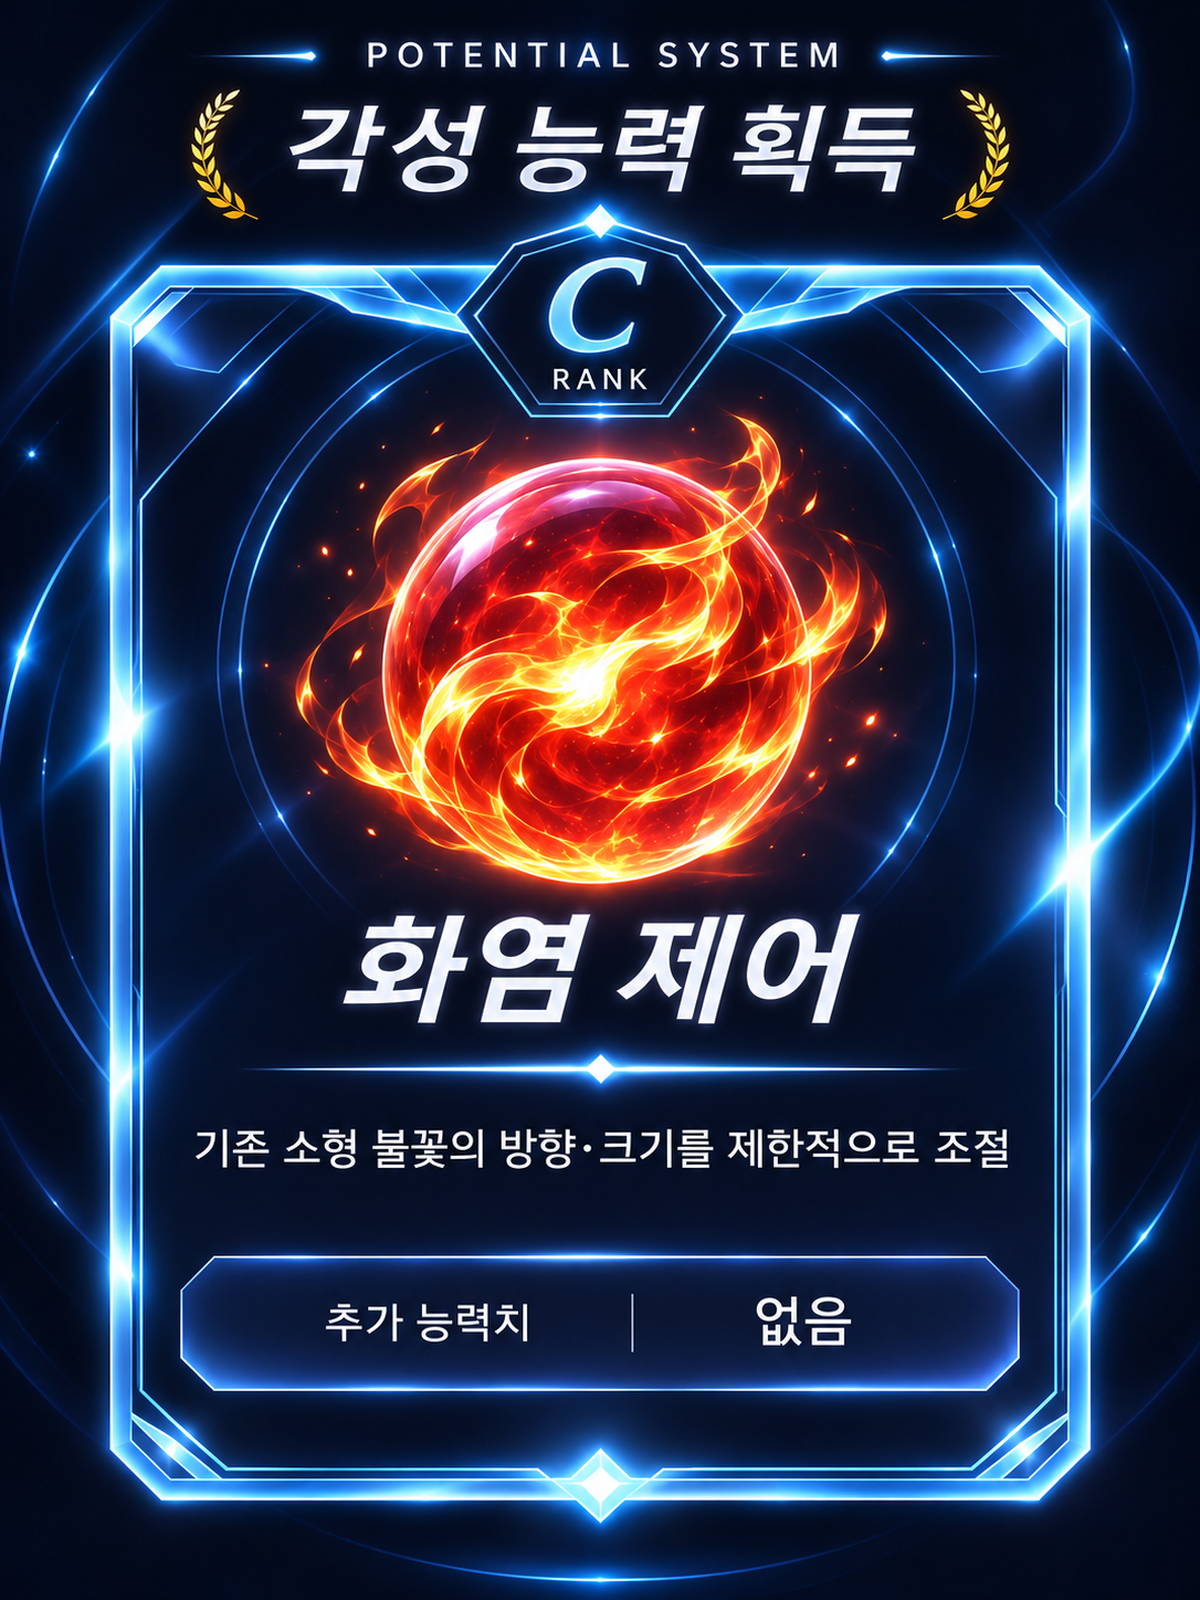 POTENTIAL SYSTEM
각성 능력 획득
C
RANK
화염 제어
기존 소형 불꽃의 방향·크기를 제한적으로 조절
추가 능력치 없음